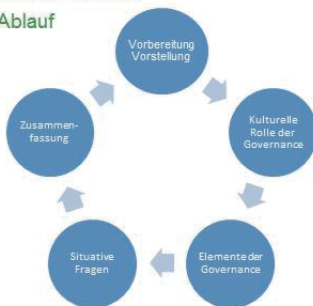 Ablauf
Vorbereitung
Vorstellung
Kulturelle
Rolle der
Governance
Elemente der
Governance
Situative
Fragen
Zusammen-
fassung